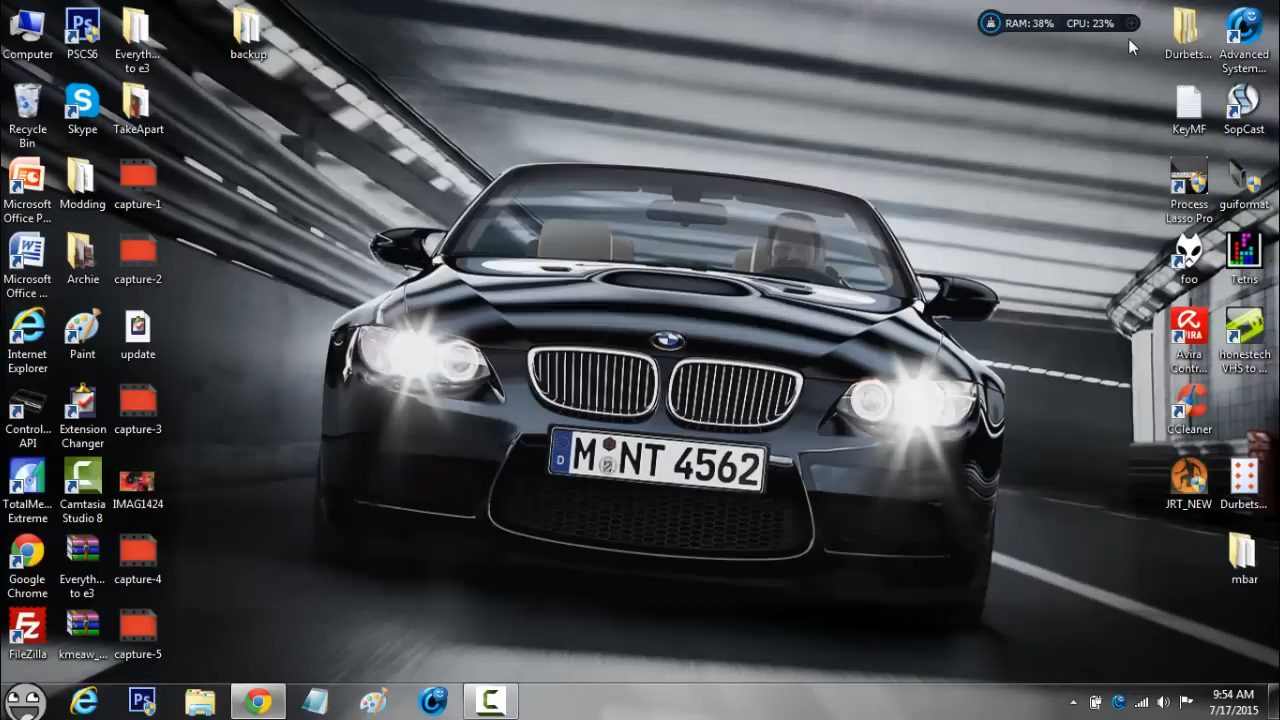 RAM: 38% CPU: 23%
Computer
PSCS6
Everyth...
to e3
backup
Durbets...
Advanced
System...
Recycle
Bin
Skype
TakeApart
KeyMF
SopCast
Microsoft
Office P...
Modding
capture-1
Process
Lasso Pro
guiformat
Microsoft
Office ...
Archie
capture-2
foo
Tetris
Internet
Explorer
Paint
update
Avira
Contr...
honestech
VHS to ...
Control...
API
Extension
Changer
capture-3
CCleaner
M NT 4562
D
TotalMe...
Extreme
Camtasia
Studio 8
IMAG1424
JRT_NEW
Durbets...
Google
Chrome
Everyth...
to e3
capture-4
mbar
FileZilla
kmeaw_...
capture-5
9:54 AM
7/17/2015